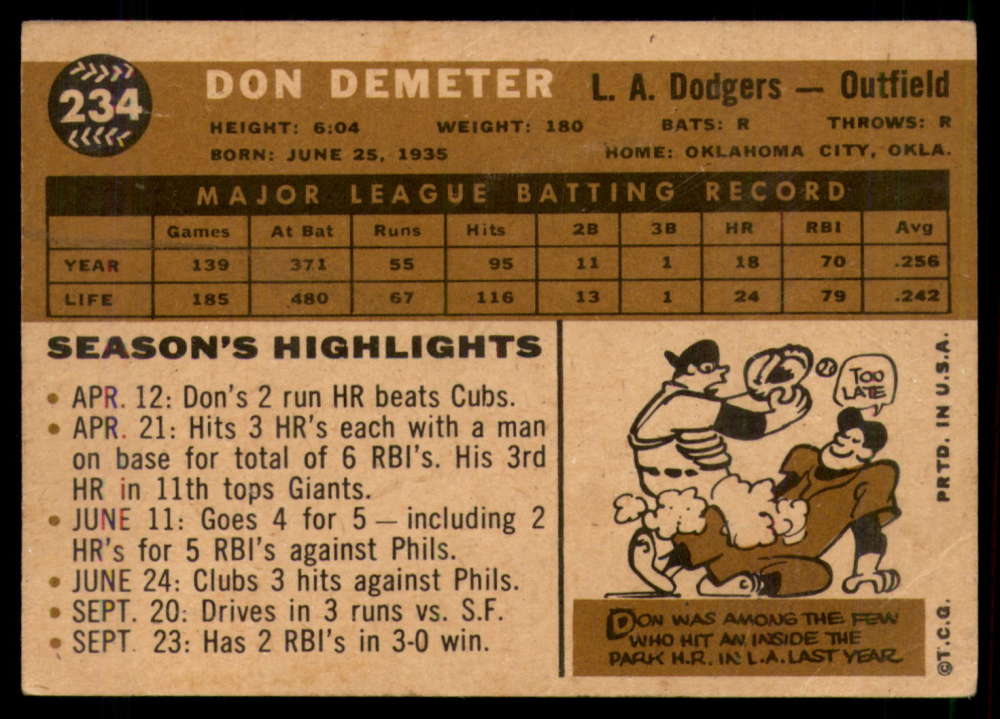 234
DON DEMETER L. A. Dodgers — Outfield
HEIGHT: 6:04 WEIGHT: 180 BATS: R THROWS: R
BORN: JUNE 25, 1935 HOME: OKLAHOMA CITY, OKLA.
MAJOR LEAGUE BATTING RECORD
Games At Bat Runs Hits 2B 3B HR RBI Avg
YEAR 139 371 55 95 11 1 18 70 .256
LIFE 185 480 67 116 13 1 24 79 .242
SEASON'S HIGHLIGHTS
• APR. 12: Don's 2 run HR beats Cubs.
• APR. 21: Hits 3 HR's each with a man
on base for total of 6 RBI's. His 3rd
HR in 11th tops Giants.
• JUNE 11: Goes 4 for 5 — including 2
HR's for 5 RBI's against Phils.
• JUNE 24: Clubs 3 hits against Phils.
• SEPT. 20: Drives in 3 runs vs. S.F.
• SEPT. 23: Has 2 RBI's in 3-0 win.
TOO
LATE
DON WAS AMONG THE FEW
WHO HIT AN INSIDE THE
PARK H.R. IN L.A. LAST YEAR.
PRTD. IN U.S.A.
©T.C.G.